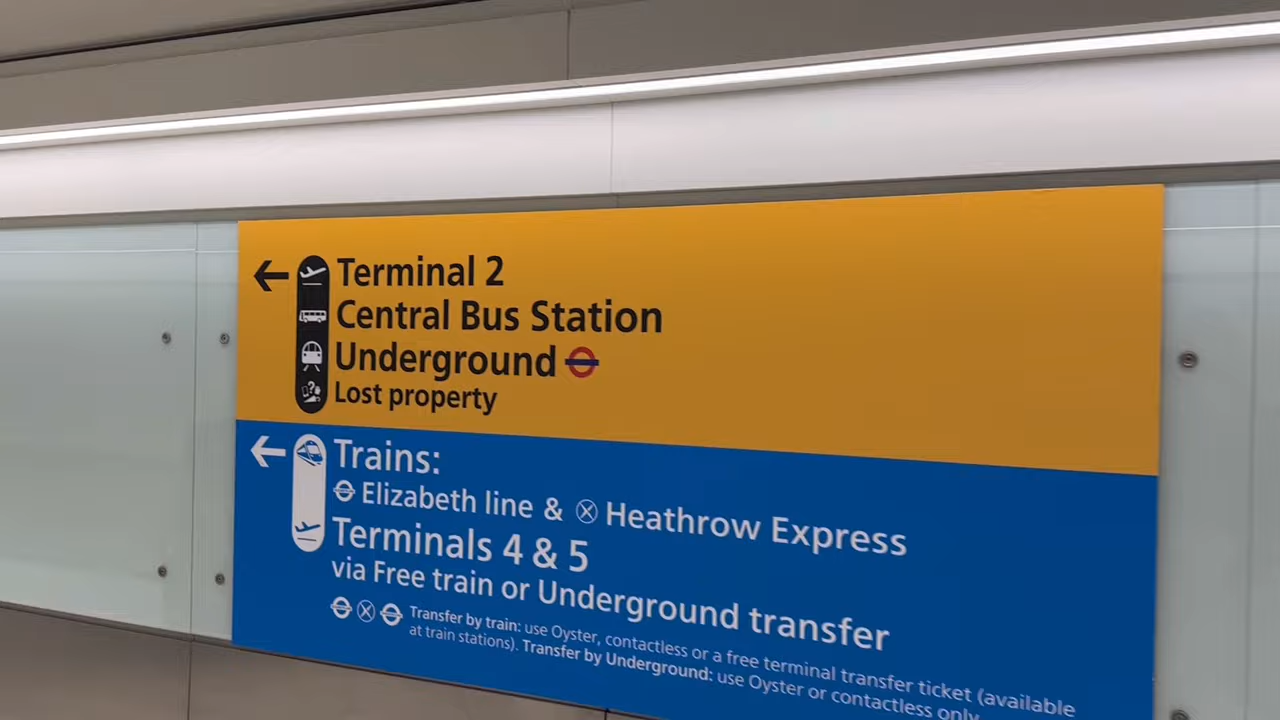 Terminal 2
Central Bus Station
Underground
Lost property
Trains:
Elizabeth line & Heathrow Express
Terminals 4 & 5
via Free train or Underground transfer
Transfer by train: use Oyster, contactless or a free terminal transfer ticket (available
at train stations). Transfer by Underground: use Oyster or contactless only